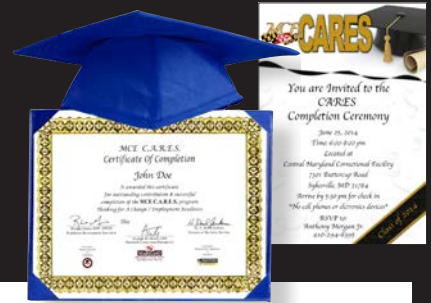 MCE CARES
You are Invited to the
CARES
Completion Ceremony
June 25, 2014
Time: 6:00-8:00 pm
Located at
Central Maryland Correctional Facility
7301 Buttercup Road
Sykesville, MD 21784
Arrive by 5:30 pm for check in
*No cell phones or electronics devices*
RSVP to:
Anthony Morgan Jr.
Class of 2014
MCE C.A.R.E.S.
Certificate Of Completion
John Doe
Is awarded this certificate
for outstanding contribution & successful
completion of the MCE C.A.R.E.S. program
Thinking for A Change / Employment Readiness